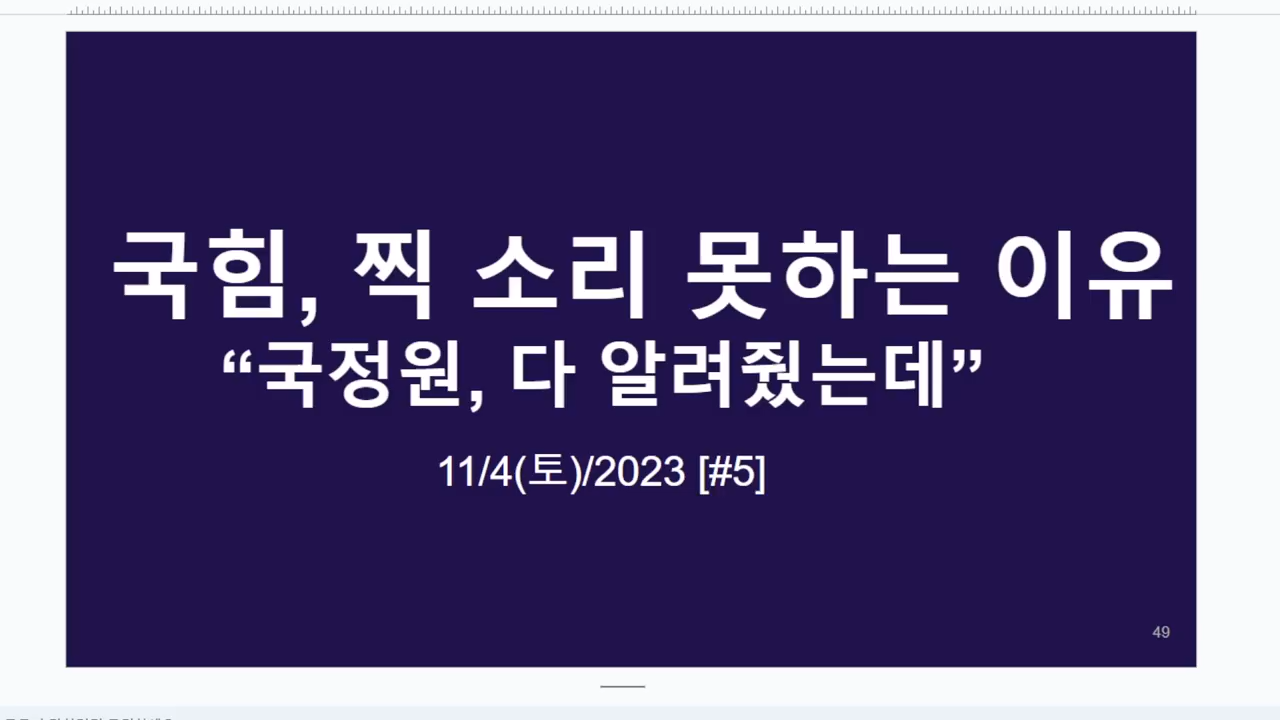 국힘, 찍 소리 못하는 이유
“국정원, 다 알려줬는데”
11/4(토)/2023 [#5]
49